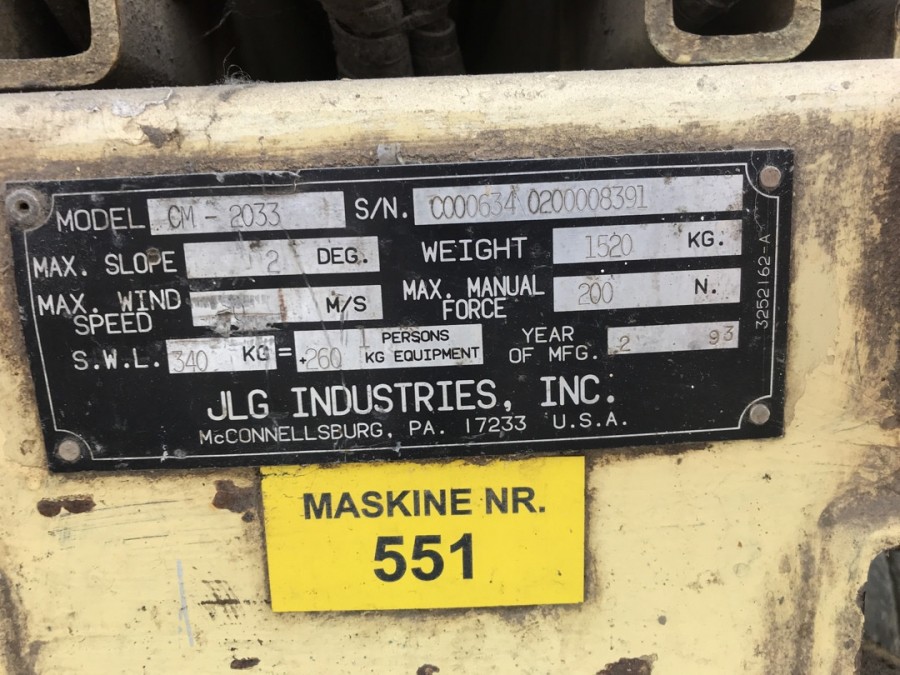 MODEL CM - 2033 S/N. C000634 0200008391
MAX. SLOPE 2 DEG. WEIGHT 1520 KG.
MAX. WIND SPEED M/S MAX. MANUAL FORCE 200 N.
S.W.L. 340 KG = 1 PERSONS +260 KG EQUIPMENT YEAR OF MFG. 2 93
JLG INDUSTRIES, INC.
McCONNELLSBURG, PA. 17233 U.S.A.
3252162-A
MASKINE NR.
551